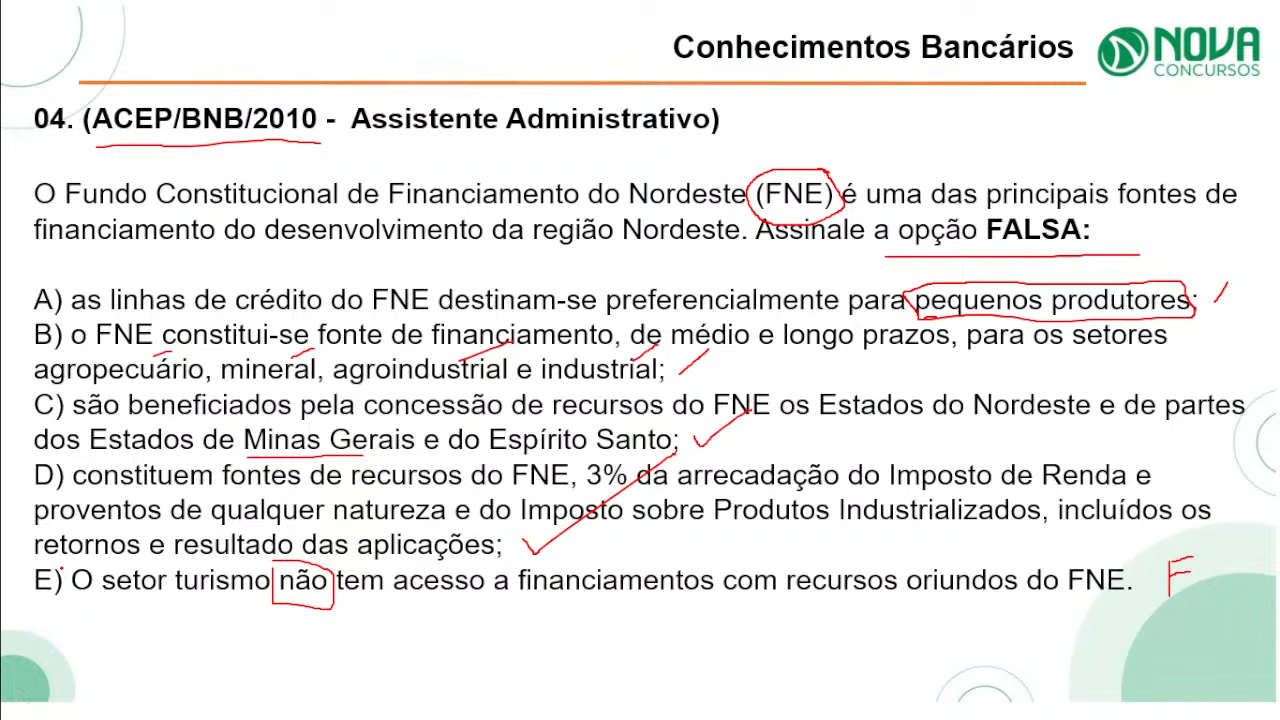 Conhecimentos Bancários
NOVA
CONCURSOS
04. (ACEP/BNB/2010 - Assistente Administrativo)
O Fundo Constitucional de Financiamento do Nordeste (FNE) é uma das principais fontes de
financiamento do desenvolvimento da região Nordeste. Assinale a opção FALSA:
A) as linhas de crédito do FNE destinam-se preferencialmente para pequenos produtores;
B) o FNE constitui-se fonte de financiamento, de médio e longo prazos, para os setores
agropecuário, mineral, agroindustrial e industrial;
C) são beneficiados pela concessão de recursos do FNE os Estados do Nordeste e de partes
dos Estados de Minas Gerais e do Espírito Santo;
D) constituem fontes de recursos do FNE, 3% da arrecadação do Imposto de Renda e
proventos de qualquer natureza e do Imposto sobre Produtos Industrializados, incluídos os
retornos e resultado das aplicações;
E) O setor turismo não tem acesso a financiamentos com recursos oriundos do FNE. F